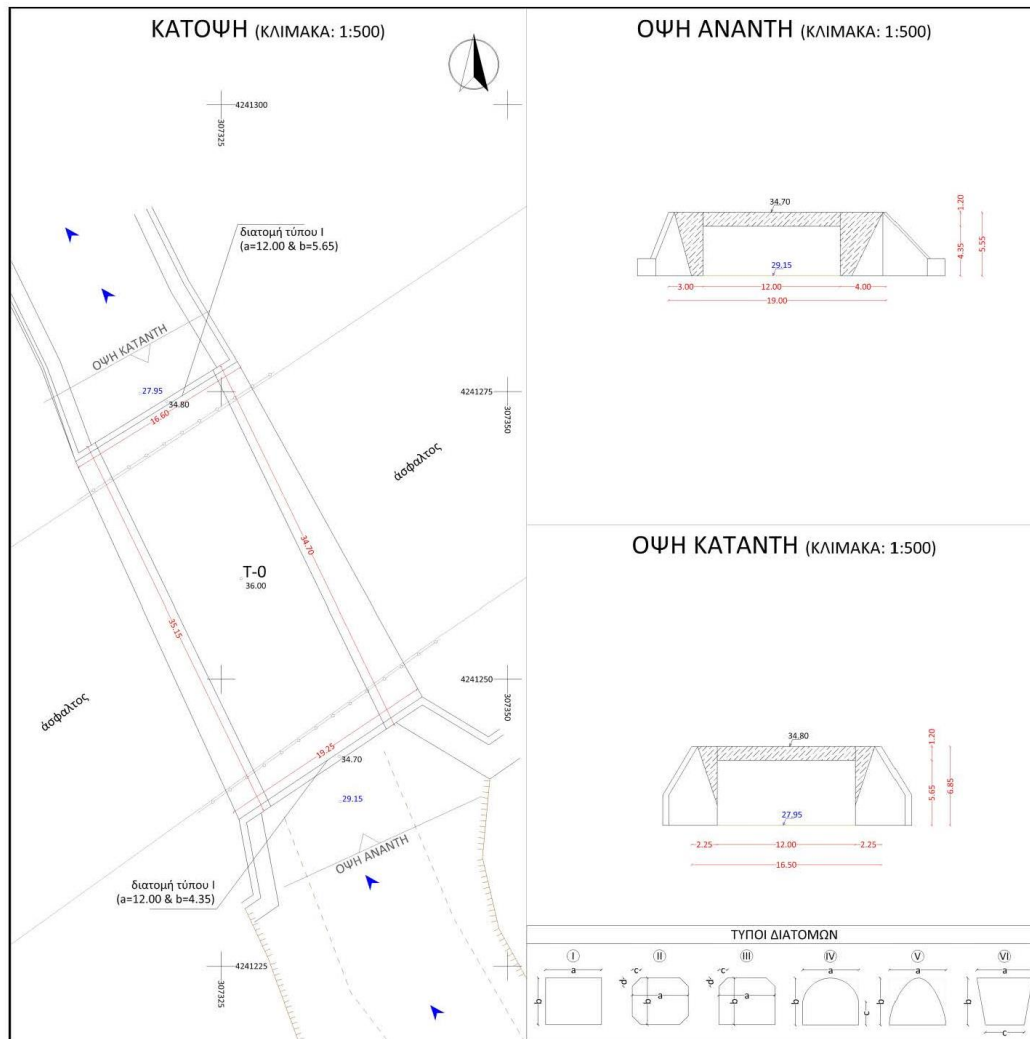 ΚΑΤΟΨΗ (ΚΛΙΜΑΚΑ: 1:500)
4241300
307325
διατομή τύπου Ι
(a=12.00 & b=5.65)
ΟΨΗ ΚΑΤΑΝΤΗ
27.95
34.80
16.60
4241275
307350
άσφαλτος
34.70
T-0
36.00
35.15
άσφαλτος
4241250
307350
19.25
34.70
29.15
ΟΨΗ ΑΝΑΝΤΗ
διατομή τύπου Ι
(a=12.00 & b=4.35)
4241225
307325
ΟΨΗ ΑΝΑΝΤΗ (ΚΛΙΜΑΚΑ: 1:500)
34.70
1.20
4.35
5.55
29.15
3.00
12.00
4.00
19.00
ΟΨΗ ΚΑΤΑΝΤΗ (ΚΛΙΜΑΚΑ: 1:500)
34.80
1.20
5.65
6.85
27.95
2.25
12.00
2.25
16.50
ΤΥΠΟΙ ΔΙΑΤΟΜΩΝ
I
II
III
IV
V
VI
a
b
c
d
b
a
c
d
b
a
a
b
c
a
b
a
b
c